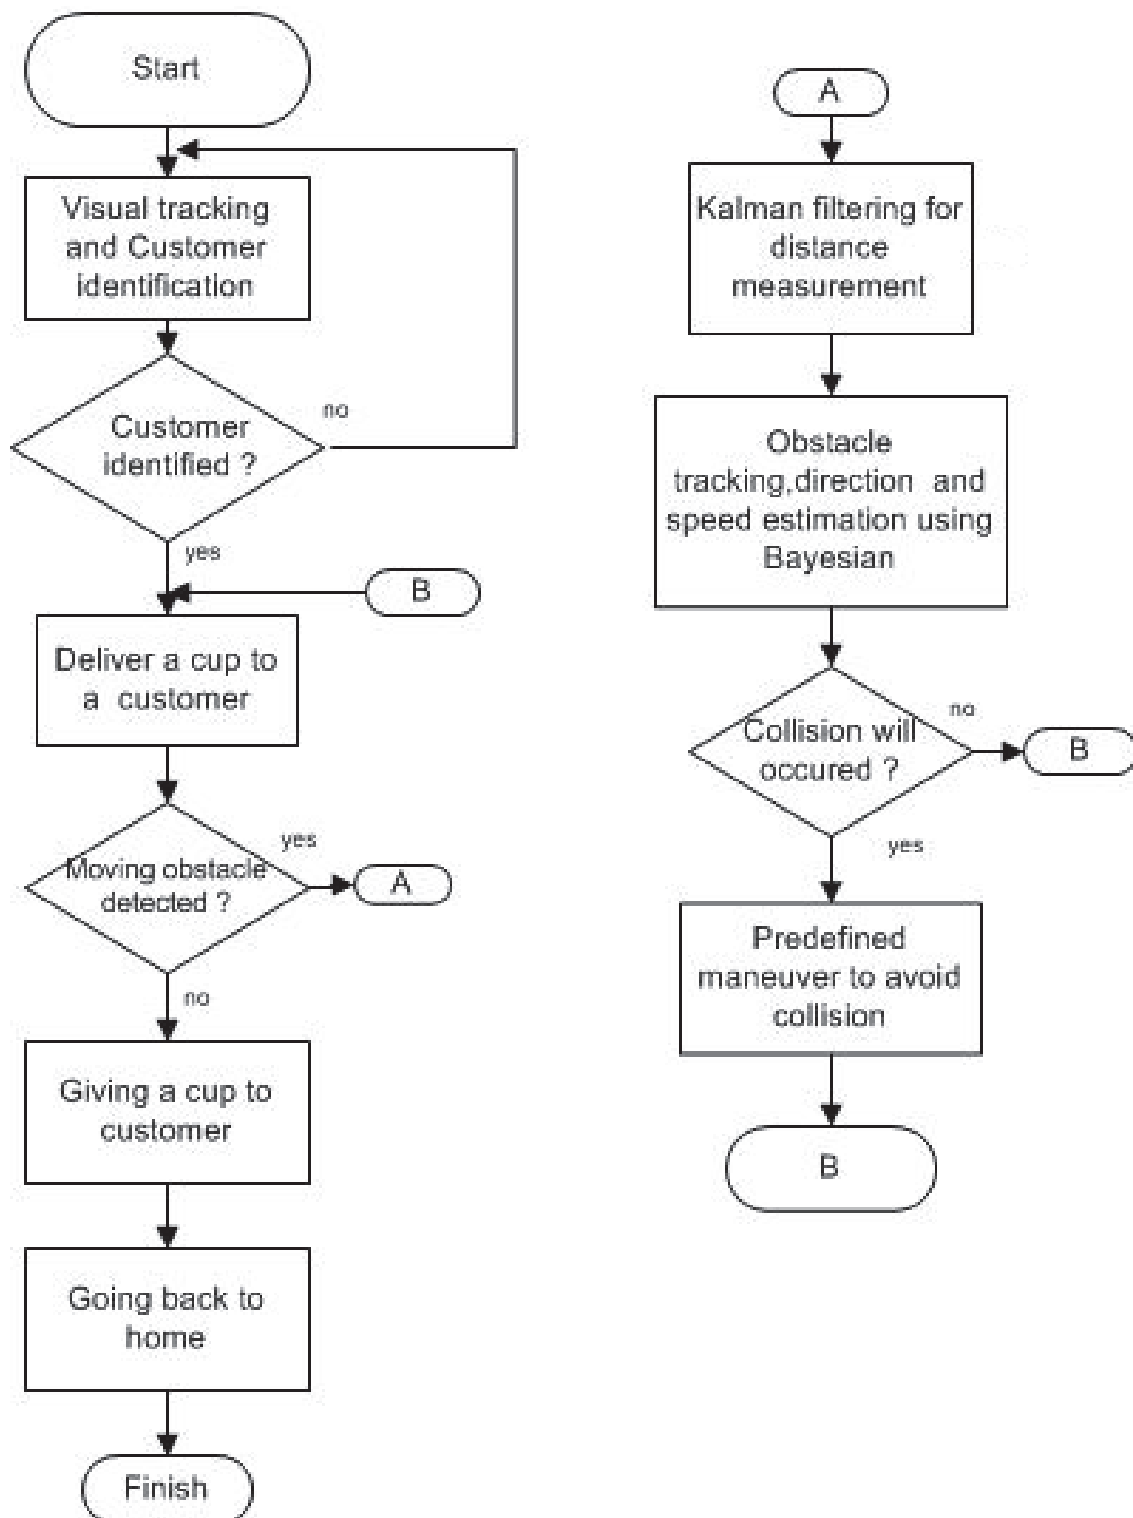 Start
Visual tracking
and Customer
identification
Customer
identified ?
no
yes
B
Deliver a cup to
a customer
Moving obstacle
detected ?
yes
A
no
Giving a cup to
customer
Going back to
home
Finish
A
Kalman filtering for
distance
measurement
Obstacle
tracking,direction and
speed estimation using
Bayesian
Collision will
occured ?
no
B
yes
Predefined
maneuver to avoid
collision
B